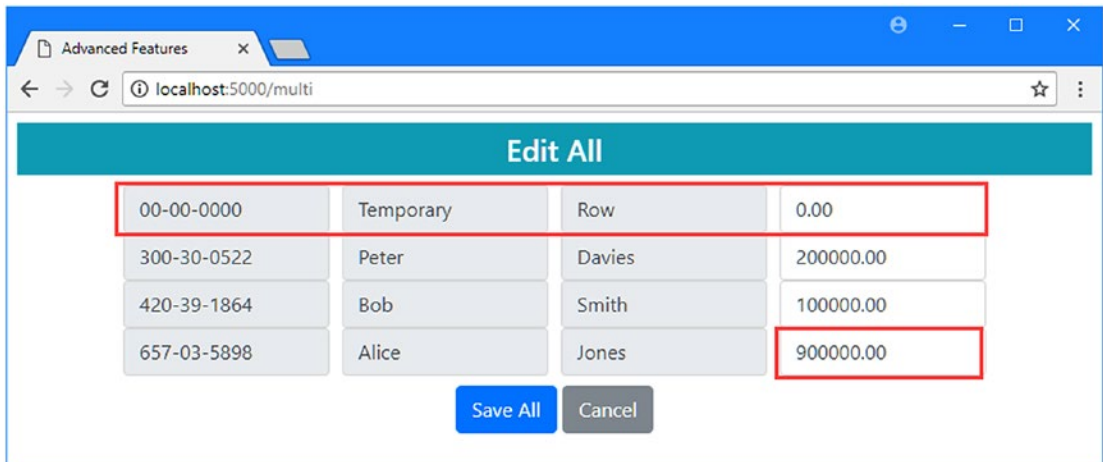 Advanced Features
localhost:5000/multi
Edit All
00-00-0000 Temporary Row 0.00
300-30-0522 Peter Davies 200000.00
420-39-1864 Bob Smith 100000.00
657-03-5898 Alice Jones 900000.00
Save All Cancel